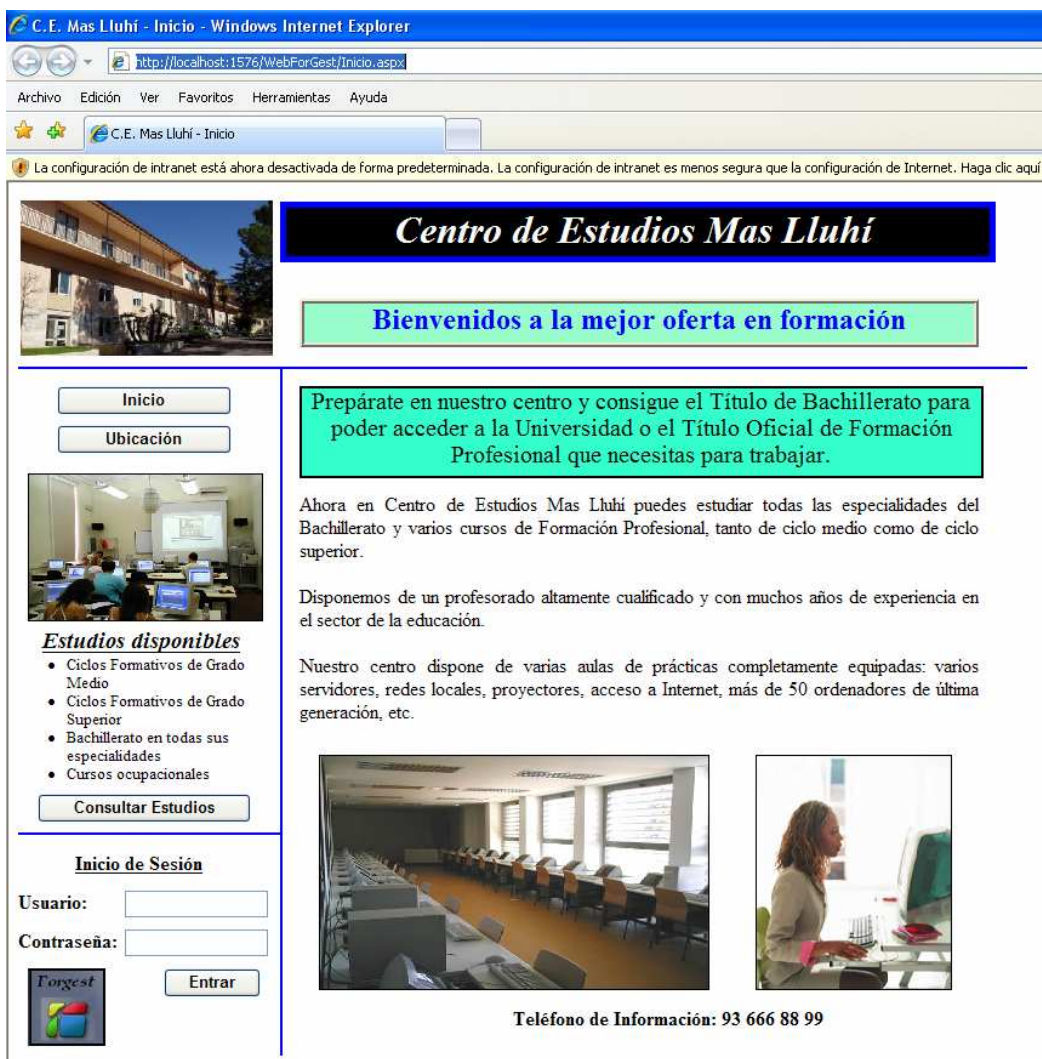 C.E. Mas Lluhí - Inicio - Windows Internet Explorer
http://localhost:1576/WebForGest/Inicio.aspx
Archivo Edición Ver Favoritos Herramientas Ayuda
C.E. Mas Lluhí - Inicio
La configuración de intranet está ahora desactivada de forma predeterminada. La configuración de intranet es menos segura que la configuración de Internet. Haga clic aquí
Centro de Estudios Mas Lluhí
Bienvenidos a la mejor oferta en formación
Inicio
Ubicación
Estudios disponibles
• Ciclos Formativos de Grado
Medio
• Ciclos Formativos de Grado
Superior
• Bachillerato en todas sus
especialidades
• Cursos ocupacionales
Consultar Estudios
Inicio de Sesión
Usuario:
Contraseña:
Forgest
Entrar
Prepárate en nuestro centro y consigue el Título de Bachillerato para
poder acceder a la Universidad o el Título Oficial de Formación
Profesional que necesitas para trabajar.
Ahora en Centro de Estudios Mas Lluhí puedes estudiar todas las especialidades del
Bachillerato y varios cursos de Formación Profesional, tanto de ciclo medio como de ciclo
superior.
Disponemos de un profesorado altamente cualificado y con muchos años de experiencia en
el sector de la educación.
Nuestro centro dispone de varias aulas de prácticas completamente equipadas: varios
servidores, redes locales, proyectores, acceso a Internet, más de 50 ordenadores de última
generación, etc.
Teléfono de Información: 93 666 88 99